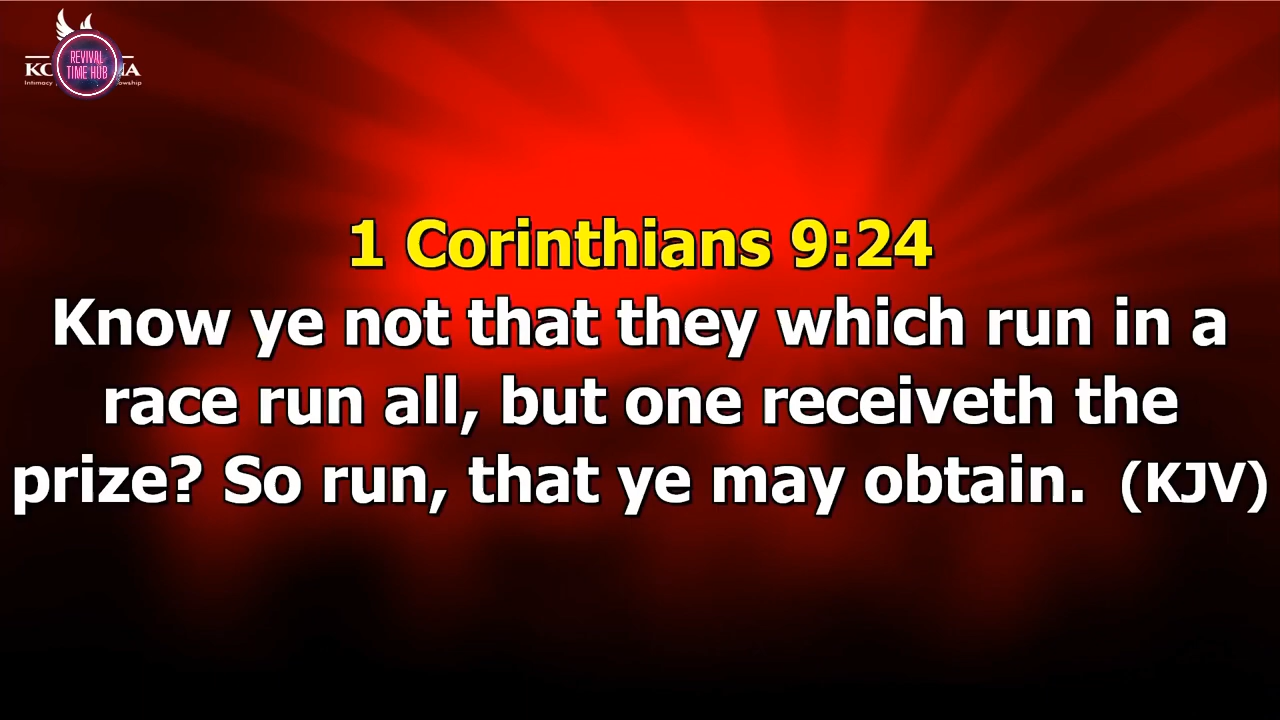 REVIVAL
TIME HUB
Intimacy
1 Corinthians 9:24
Know ye not that they which run in a
race run all, but one receiveth the
prize? So run, that ye may obtain. (KJV)